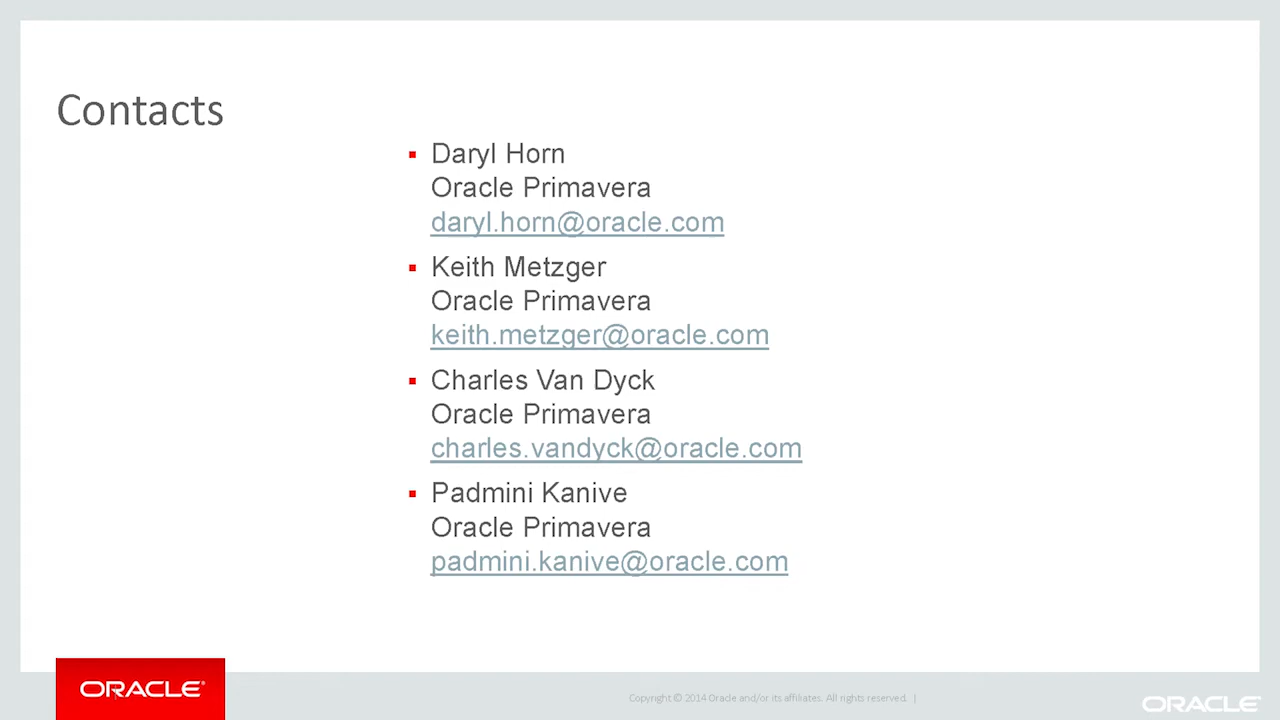 Contacts
Daryl Horn
Oracle Primavera
daryl.horn@oracle.com
Keith Metzger
Oracle Primavera
keith.metzger@oracle.com
Charles Van Dyck
Oracle Primavera
charles.vandyck@oracle.com
Padmini Kanive
Oracle Primavera
padmini.kanive@oracle.com
ORACLE®
Copyright © 2014 Oracle and/or its affiliates. All rights reserved. |
ORACLE